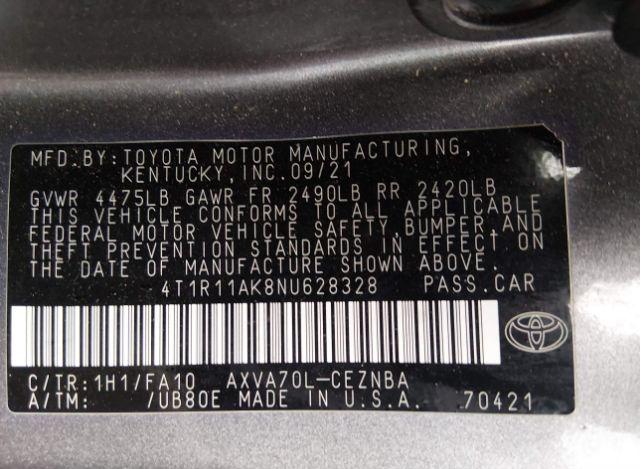 MFD.BY:TOYOTA MOTOR MANUFACTURING,
KENTUCKY,INC.09/21
GVWR 4475LB GAWR FR 2490LB RR 2420LB
THIS VEHICLE CONFORMS TO ALL APPLICABLE
FEDERAL MOTOR VEHICLE SAFETY,BUMPER,AND
THEFT PREVENTION STANDARDS IN EFFECT ON
THE DATE OF MANUFACTURE SHOWN ABOVE.
4T1R11AK8NU628328 PASS.CAR
C/TR:1H1/FA10 AXVA70L-CEZNBA
A/TM: /UB80E MADE IN U.S.A. 70421